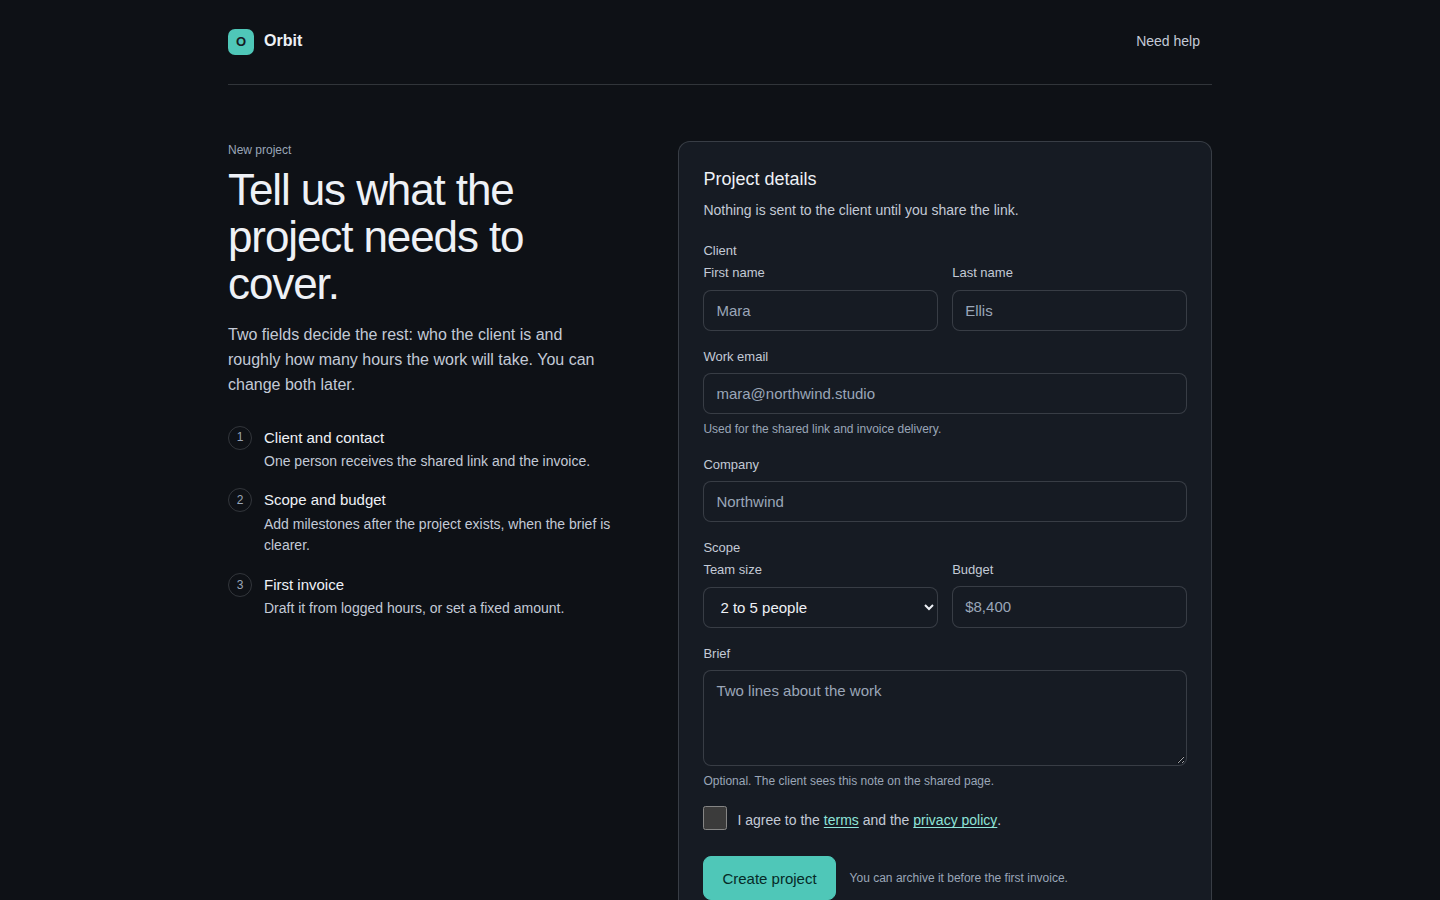 O Orbit
Need help
New project
Tell us what the
project needs to
cover.
Two fields decide the rest: who the client is and
roughly how many hours the work will take. You can
change both later.
1 Client and contact
One person receives the shared link and the invoice.
2 Scope and budget
Add milestones after the project exists, when the brief is
clearer.
3 First invoice
Draft it from logged hours, or set a fixed amount.
Project details
Nothing is sent to the client until you share the link.
Client
First name Last name
Mara Ellis
Work email
mara@northwind.studio
Used for the shared link and invoice delivery.
Company
Northwind
Scope
Team size Budget
2 to 5 people $8,400
Brief
Two lines about the work
Optional. The client sees this note on the shared page.
I agree to the terms and the privacy policy.
Create project You can archive it before the first invoice.